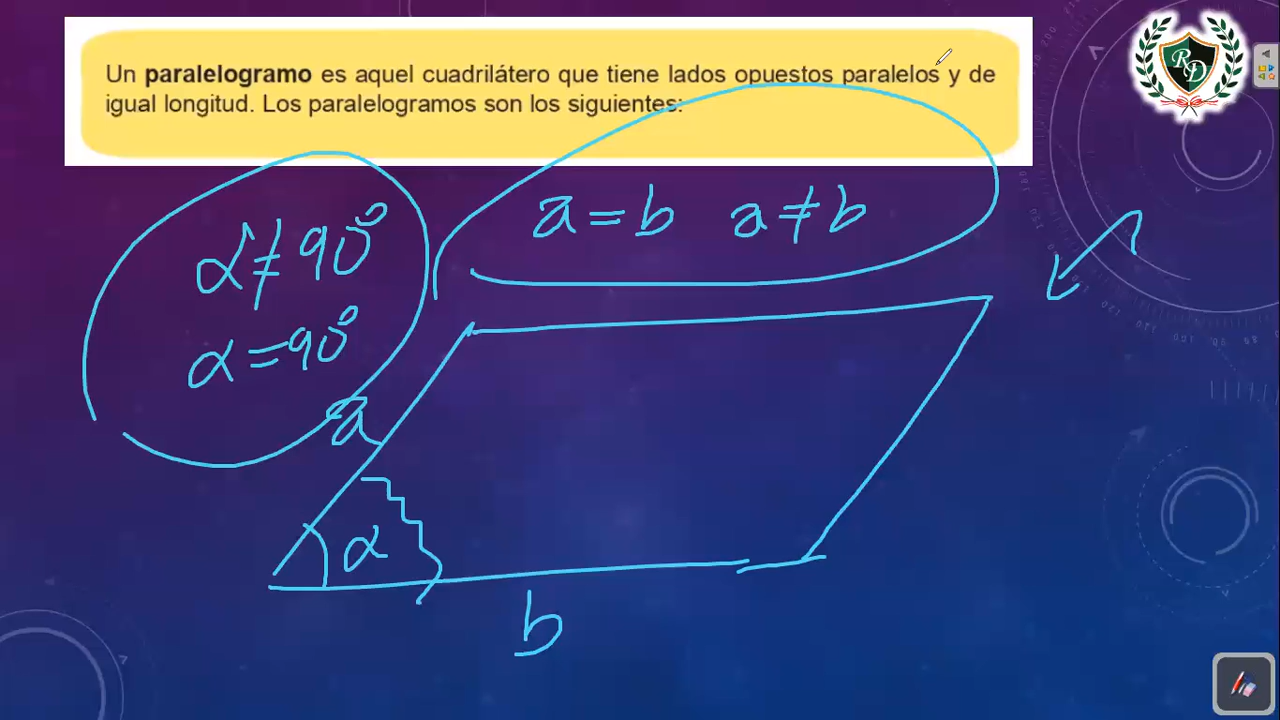 Un paralelogramo es aquel cuadrilátero que tiene lados opuestos paralelos y de
igual longitud. Los paralelogramos son los siguientes:
RD
a = b a ≠ b
α ≠ 90°
α = 90°
a
α
b